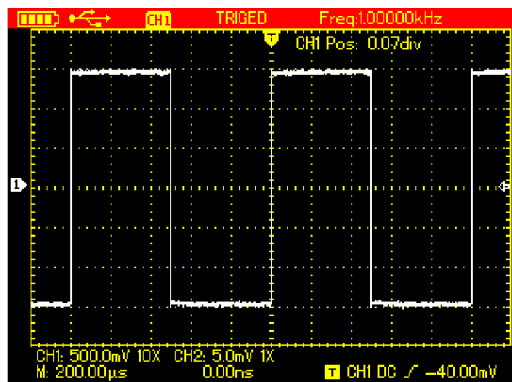 CH1 TRIGED Freq:1.00000kHz
T
CH1 Pos: 0.07div
1
CH1: 500.0mV 10X CH2: 5.0mV 1X
M: 200.00µs 0.00ns T CH1 DC -40.00mV